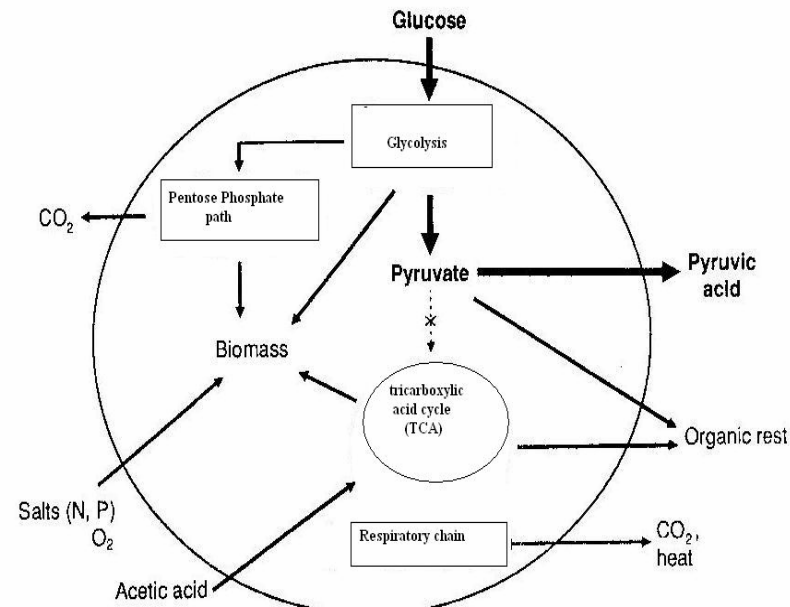 Glucose
Glycolysis
Pentose Phosphate
path
CO₂
Pyruvate
Pyruvic
acid
Biomass
tricarboxylic
acid cycle
(TCA)
Organic rest
Salts (N, P)
O₂
Respiratory chain
CO₂,
heat
Acetic acid